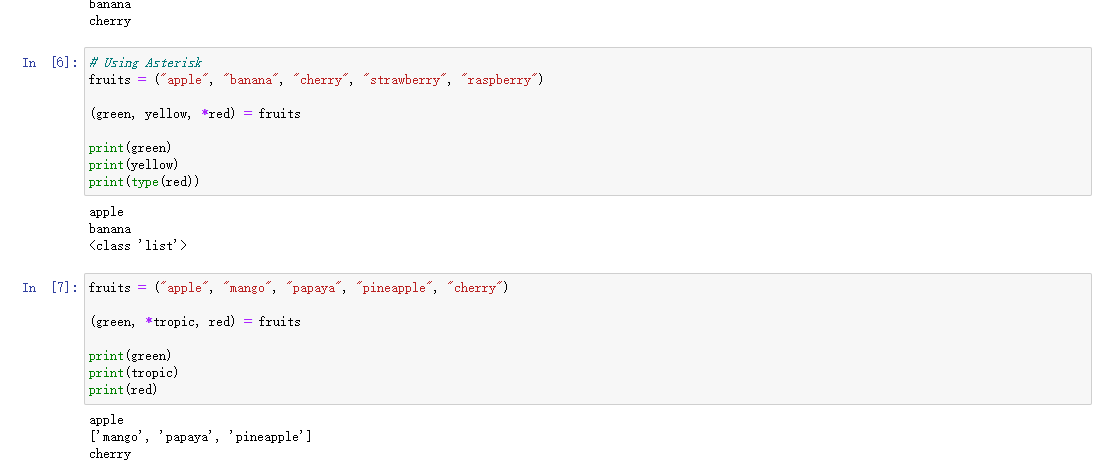 banana
cherry
In [6]: # Using Asterisk
fruits = ("apple", "banana", "cherry", "strawberry", "raspberry")
(green, yellow, *red) = fruits
print(green)
print(yellow)
print(type(red))
apple
banana
<class 'list'>
In [7]: fruits = ("apple", "mango", "papaya", "pineapple", "cherry")
(green, *tropic, red) = fruits
print(green)
print(tropic)
print(red)
apple
['mango', 'papaya', 'pineapple']
cherry